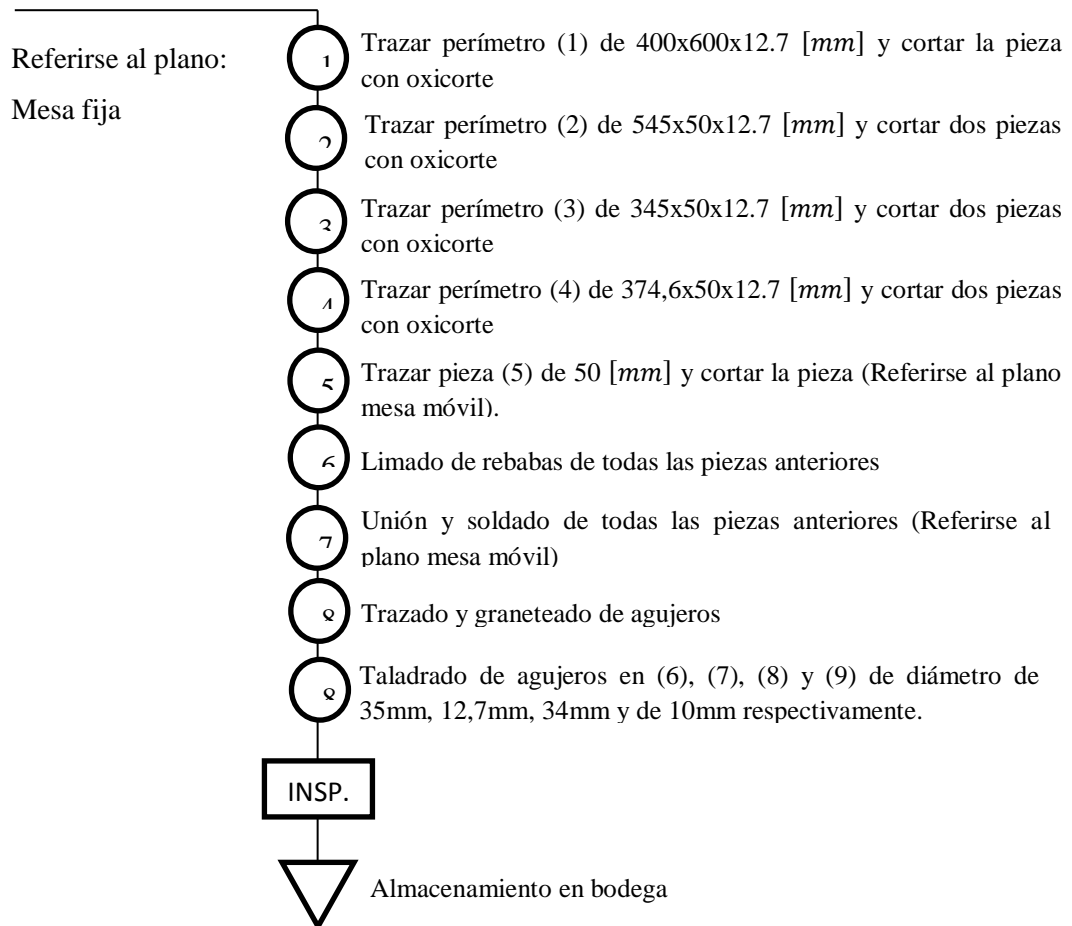 Referirse al plano:
Mesa fija
1
Trazar perímetro (1) de 400x600x12.7 [mm] y cortar la pieza
con oxicorte
2
Trazar perímetro (2) de 545x50x12.7 [mm] y cortar dos piezas
con oxicorte
3
Trazar perímetro (3) de 345x50x12.7 [mm] y cortar dos piezas
con oxicorte
4
Trazar perímetro (4) de 374,6x50x12.7 [mm] y cortar dos piezas
con oxicorte
5
Trazar pieza (5) de 50 [mm] y cortar la pieza (Referirse al plano
mesa móvil).
6
Limado de rebabas de todas las piezas anteriores
7
Unión y soldado de todas las piezas anteriores (Referirse al
plano mesa móvil)
8
Trazado y graneteado de agujeros
Taladrado de agujeros en (6), (7), (8) y (9) de diámetro de
35mm, 12,7mm, 34mm y de 10mm respectivamente.
INSP.
Almacenamiento en bodega